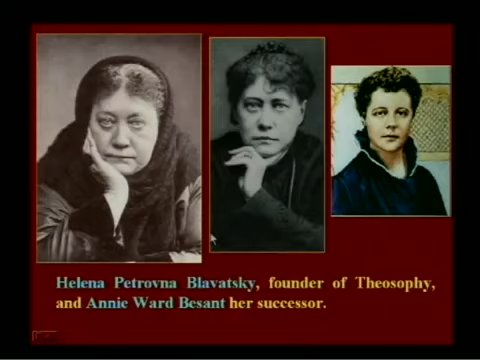 Helena Petrovna Blavatsky, founder of Theosophy,
and Annie Ward Besant her successor.